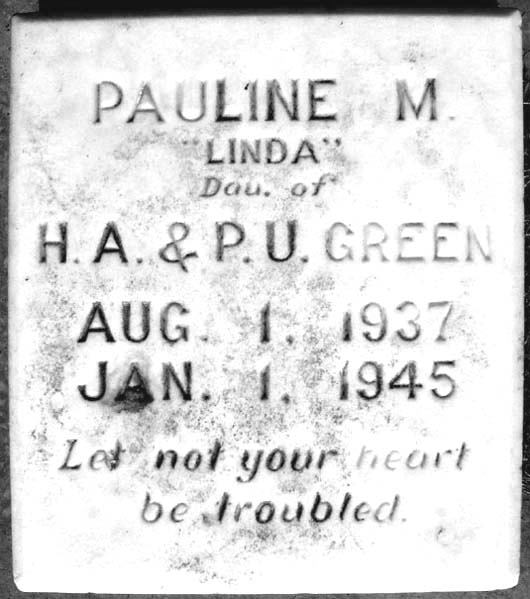 PAULINE M.
"LINDA"
Dau. of
H. A. & P. U. GREEN
AUG. 1, 1937
JAN. 1, 1945
Let not your heart
be troubled.